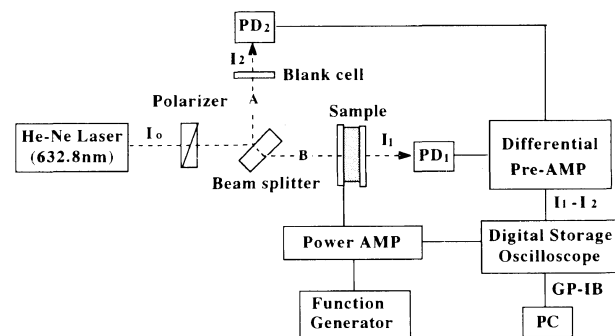 PD2
I2
Blank cell
Polarizer
A
Sample
He-Ne Laser
(632.8nm)
Io
B
I1
PD1
Differential
Pre-AMP
Beam splitter
I1-I2
Power AMP
Digital Storage
Oscilloscope
GP-IB
Function
Generator
PC